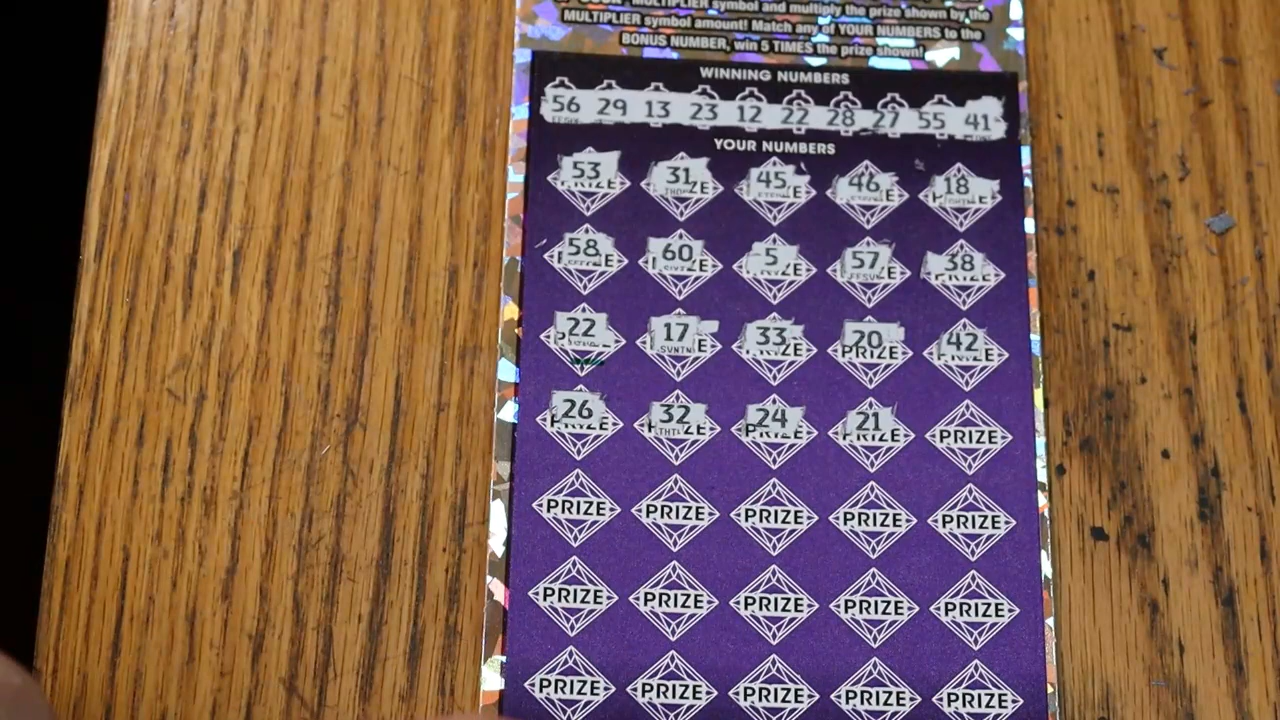 MULTIPLIER symbol and multiply the prize shown by the
MULTIPLIER symbol amount! Match any of YOUR NUMBERS to the
BONUS NUMBER, win 5 TIMES the prize shown!
WINNING NUMBERS
56 29 13 23 12 22 28 27 55 41
YOUR NUMBERS
53 31 45 46 18
58 60 5 57 38
22 17 33 20 42
SVNTN PRIZE
26 32 24 21
PRIZE
PRIZE PRIZE PRIZE PRIZE PRIZE
PRIZE PRIZE PRIZE PRIZE PRIZE
PRIZE PRIZE PRIZE PRIZE PRIZE